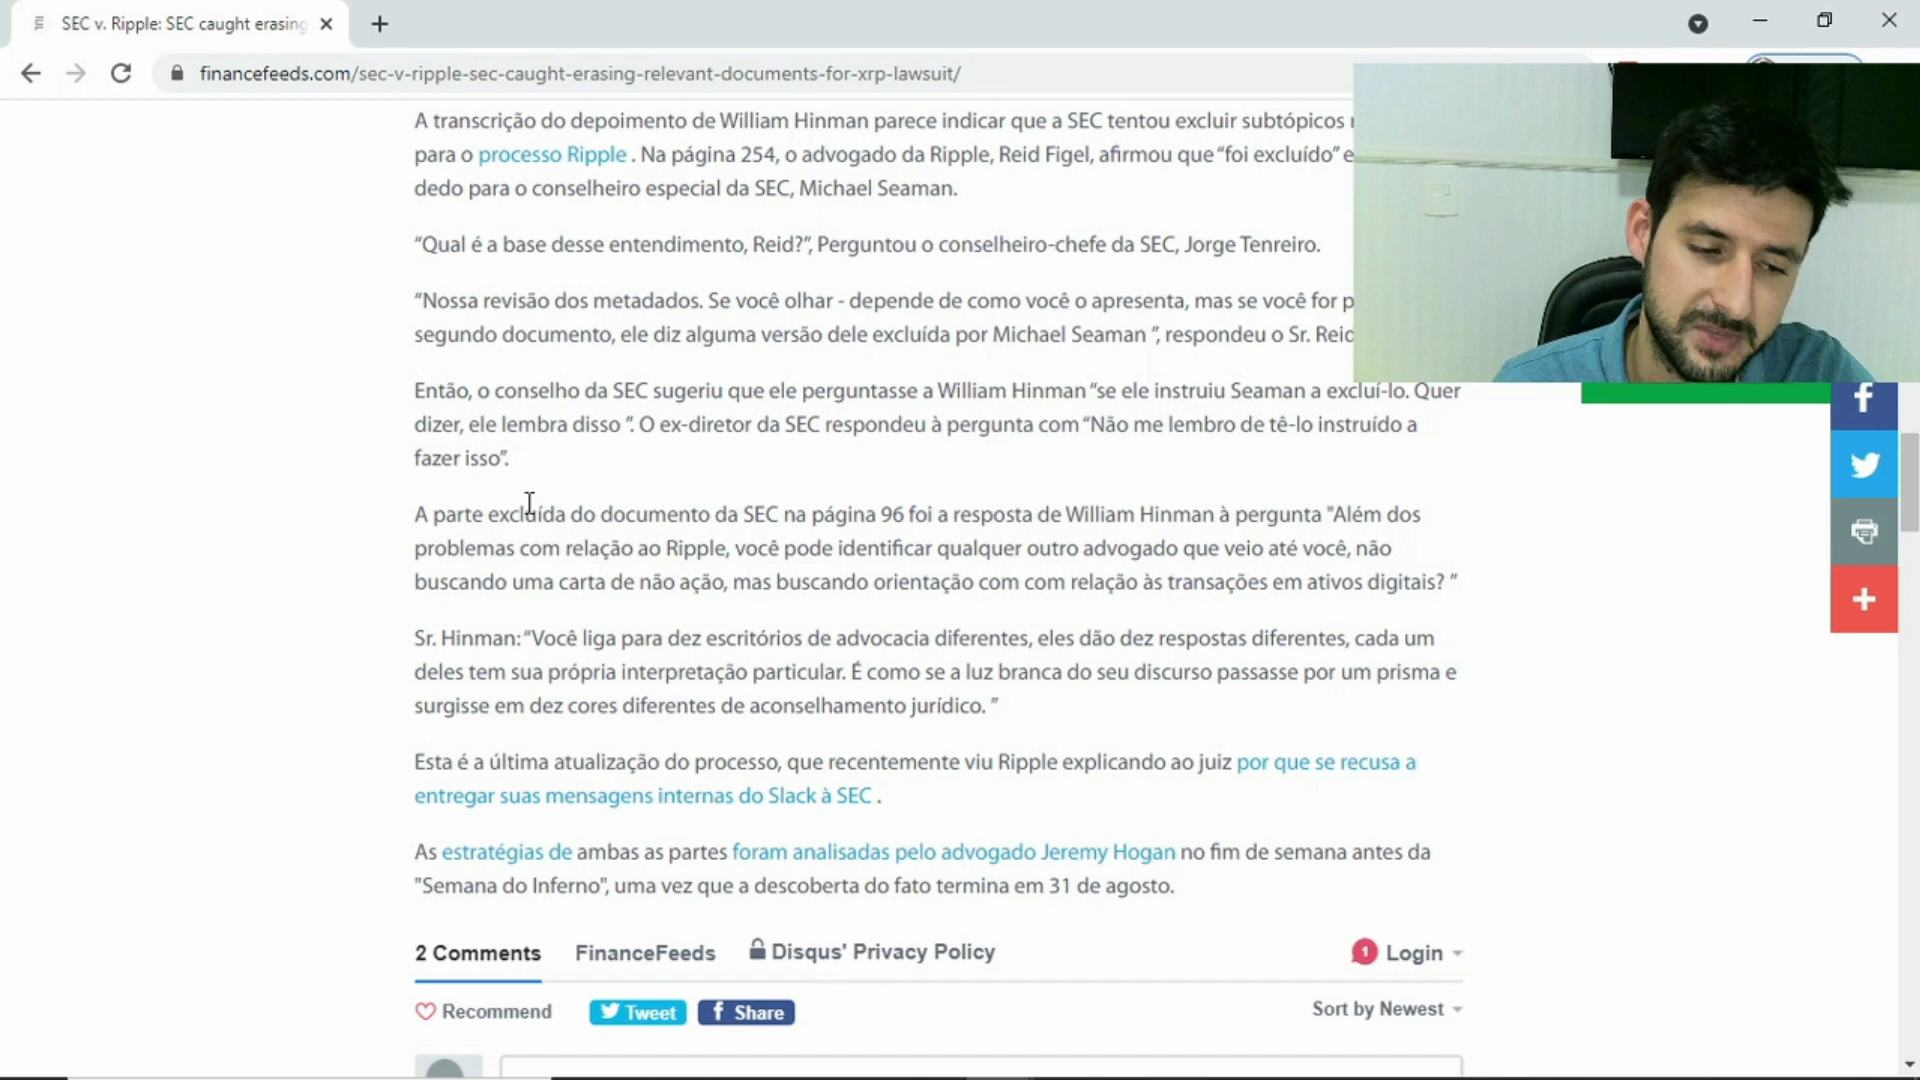 SEC v. Ripple: SEC caught erasing
financefeeds.com/sec-v-ripple-sec-caught-erasing-relevant-documents-for-xrp-lawsuit/
A transcrição do depoimento de William Hinman parece indicar que a SEC tentou excluir subtópicos
para o processo Ripple . Na página 254, o advogado da Ripple, Reid Figel, afirmou que “foi excluído” e
dedo para o conselheiro especial da SEC, Michael Seaman.
“Qual é a base desse entendimento, Reid?”, Perguntou o conselheiro-chefe da SEC, Jorge Tenreiro.
“Nossa revisão dos metadados. Se você olhar - depende de como você o apresenta, mas se você for
segundo documento, ele diz alguma versão dele excluída por Michael Seaman ”, respondeu o Sr. Reid
Então, o conselho da SEC sugeriu que ele perguntasse a William Hinman “se ele instruiu Seaman a excluí-lo. Quer
dizer, ele lembra disso ”. O ex-diretor da SEC respondeu à pergunta com “Não me lembro de tê-lo instruído a
fazer isso”.
A parte excluída do documento da SEC na página 96 foi a resposta de William Hinman à pergunta "Além dos
problemas com relação ao Ripple, você pode identificar qualquer outro advogado que veio até você, não
buscando uma carta de não ação, mas buscando orientação com com relação às transações em ativos digitais? ”
Sr. Hinman: “Você liga para dez escritórios de advocacia diferentes, eles dão dez respostas diferentes, cada um
deles tem sua própria interpretação particular. É como se a luz branca do seu discurso passasse por um prisma e
surgisse em dez cores diferentes de aconselhamento jurídico. ”
Esta é a última atualização do processo, que recentemente viu Ripple explicando ao juiz por que se recusa a
entregar suas mensagens internas do Slack à SEC .
As estratégias de ambas as partes foram analisadas pelo advogado Jeremy Hogan no fim de semana antes da
"Semana do Inferno", uma vez que a descoberta do fato termina em 31 de agosto.
2 Comments FinanceFeeds Disqus' Privacy Policy 1 Login
Recommend Tweet Share Sort by Newest